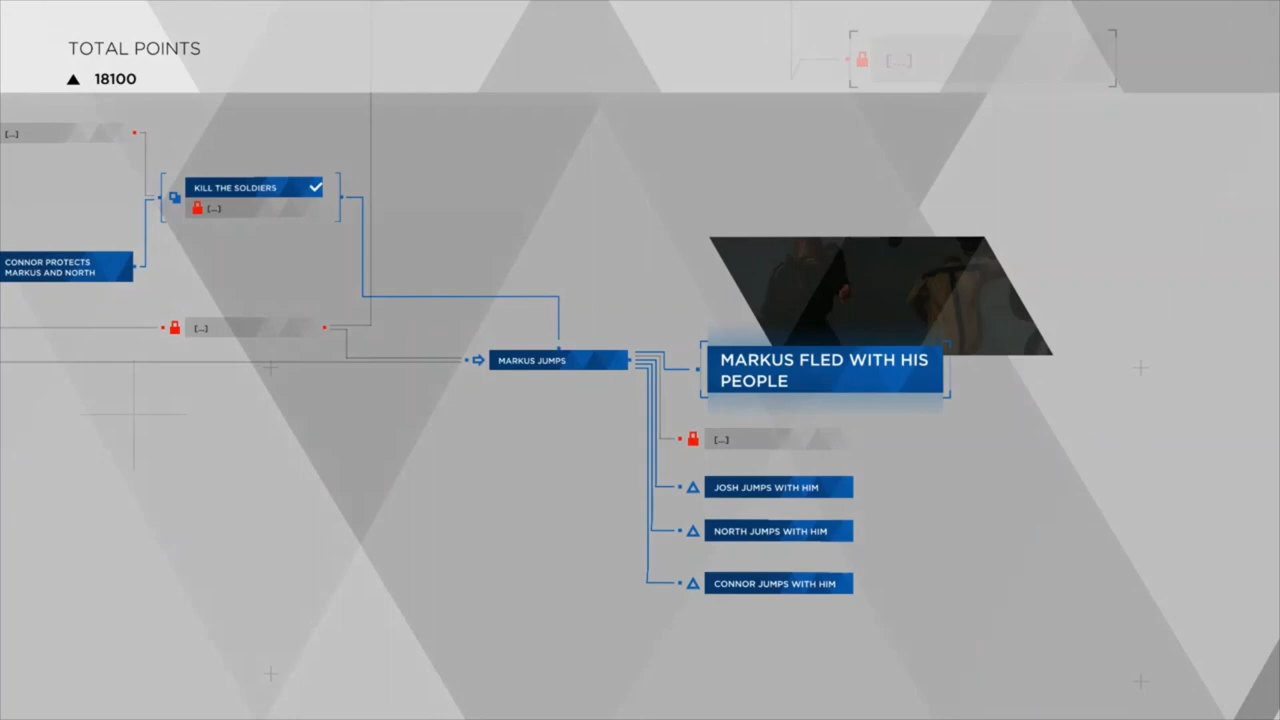 TOTAL POINTS
18100
[...]
[...]
KILL THE SOLDIERS
[...]
CONNOR PROTECTS
MARKUS AND NORTH
[...]
MARKUS JUMPS
MARKUS FLED WITH HIS
PEOPLE
[...]
JOSH JUMPS WITH HIM
NORTH JUMPS WITH HIM
CONNOR JUMPS WITH HIM